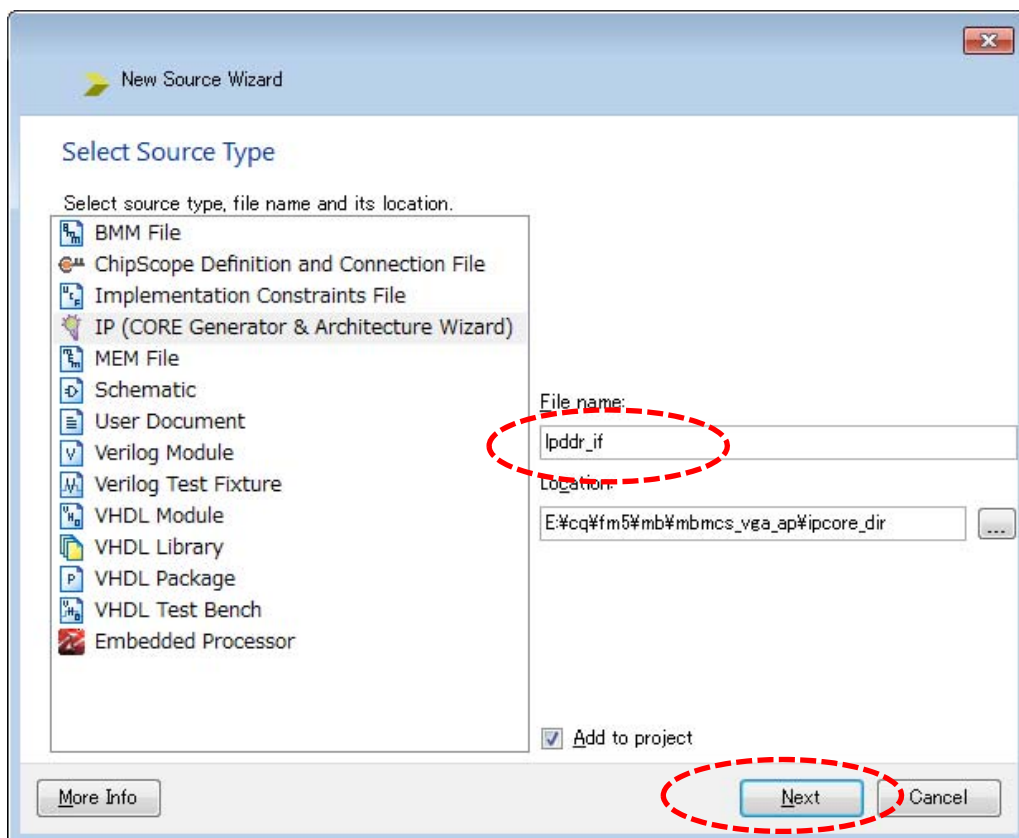 New Source Wizard
Select Source Type
Select source type, file name and its location.
BMM File
ChipScope Definition and Connection File
Implementation Constraints File
IP (CORE Generator & Architecture Wizard)
MEM File
Schematic
User Document
Verilog Module
Verilog Test Fixture
VHDL Module
VHDL Library
VHDL Package
VHDL Test Bench
Embedded Processor
File name:
lpddr_if
Location:
E:¥cq¥fm5¥mb¥mbmcs_vga_ap¥ipcore_dir
...
Add to project
More Info
Next
Cancel